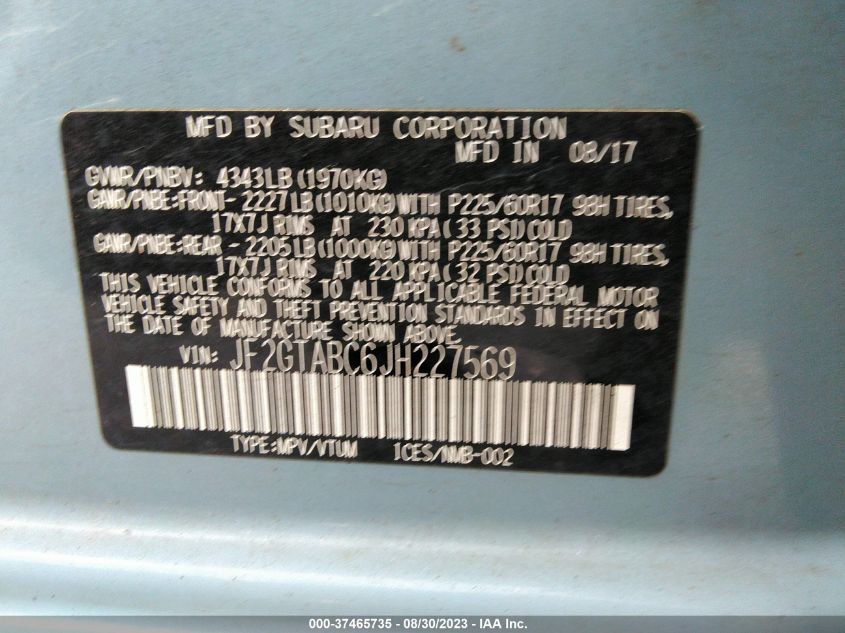 MFD BY SUBARU CORPORATION
MFD IN 08/17
GVWR/PNBV: 4343LB(1970KG)
GAWR/PNBE:FRONT-2227LB(1010KG)WITH P225/60R17 98H TIRES,
17X7J RIMS AT 230 KPA(33 PSI)COLD
GAWR/PNBE:REAR -2205LB(1000KG)WITH P225/60R17 98H TIRES,
17X7J RIMS AT 220 KPA(32 PSI)COLD
THIS VEHICLE CONFORMS TO ALL APPLICABLE FEDERAL MOTOR
VEHICLE SAFETY AND THEFT PREVENTION STANDARDS IN EFFECT ON
THE DATE OF MANUFACTURE SHOWN ABOVE.
VIN: JF2GTABC6JH227569
TYPE:MPV/VTUM ICES/NMB-002
000-37465735 - 08/30/2023 - IAA Inc.